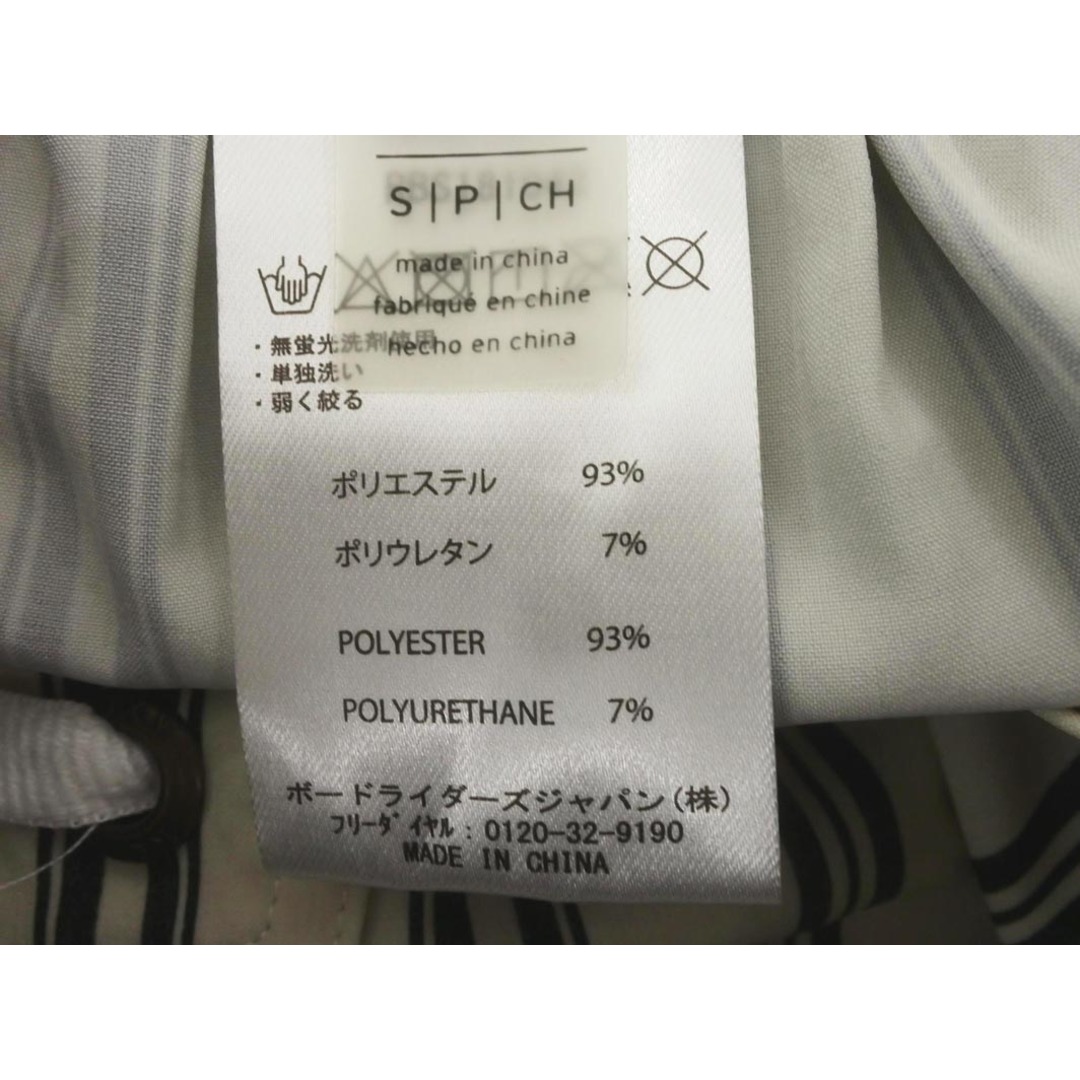 S|P|CH
made in china
fabriqué en chine
hecho en china
・無蛍光洗剤使用
・単独洗い
・弱く絞る
ポリエステル 93%
ポリウレタン 7%
POLYESTER 93%
POLYURETHANE 7%
ボードライダーズジャパン(株)
フリーダイヤル:0120-32-9190
MADE IN CHINA